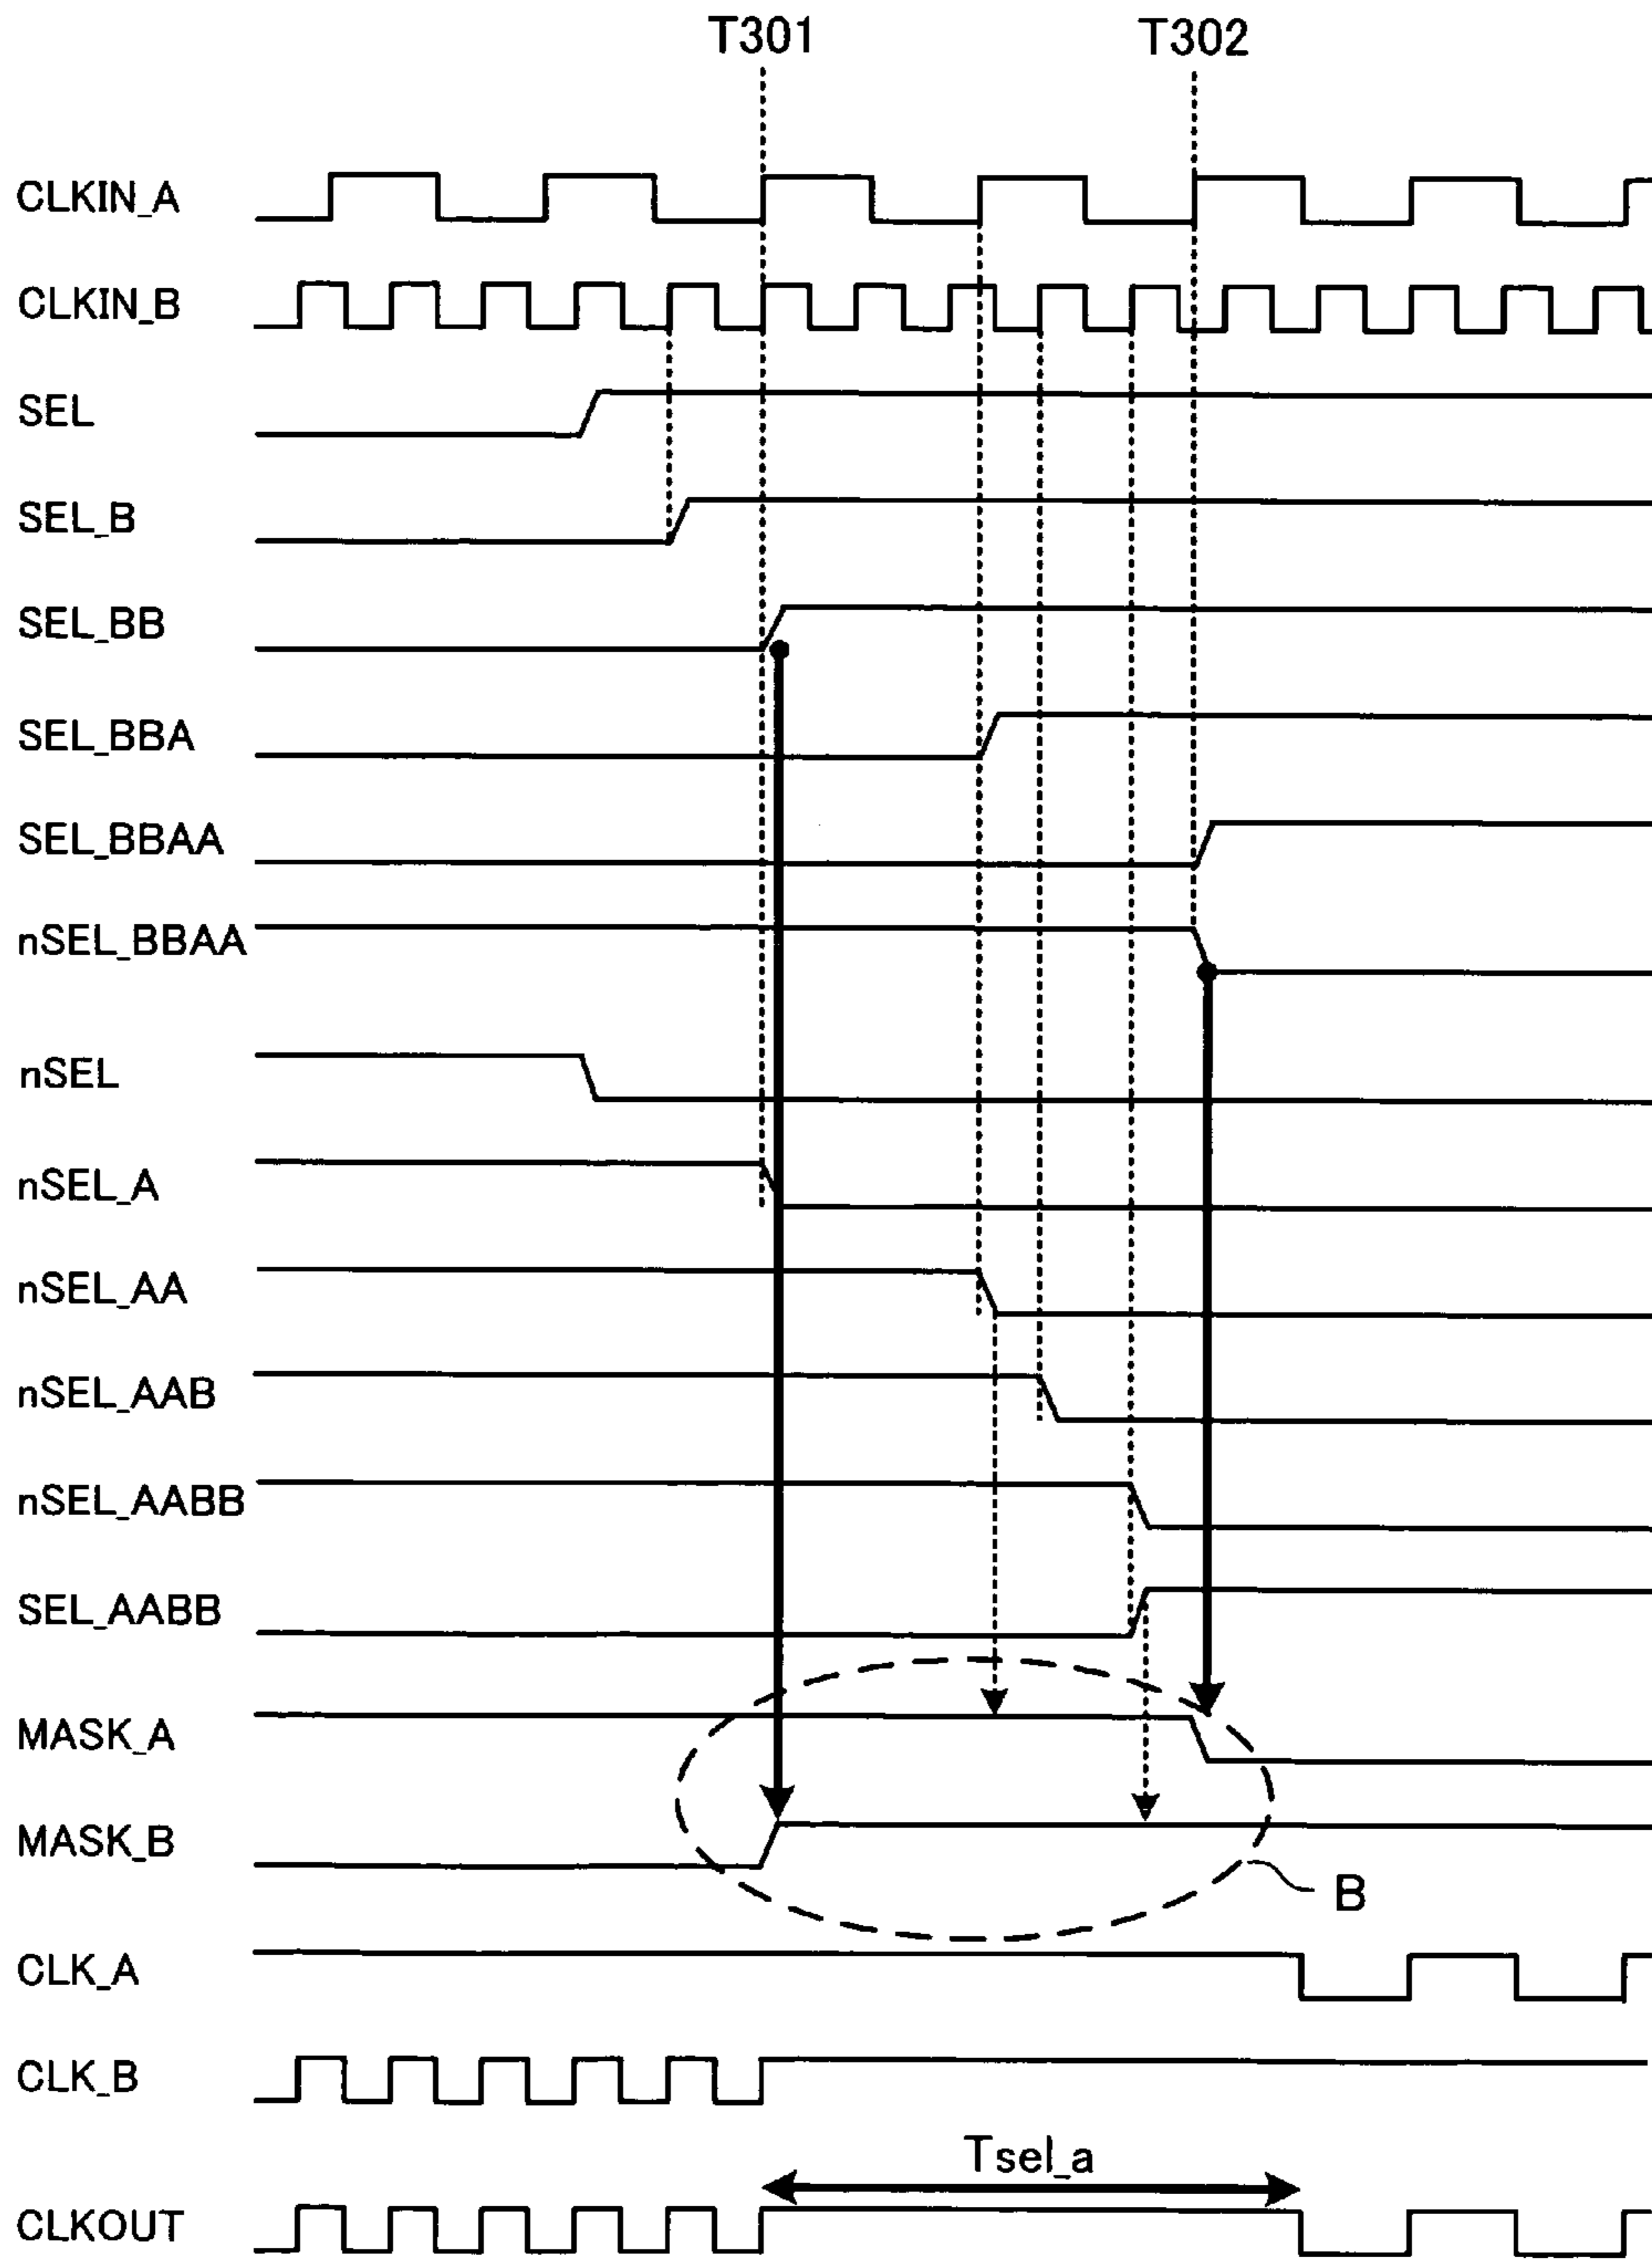 T301
T302
CLKIN_A
CLKIN_B
SEL
SEL_B
SEL_BB
SEL_BBA
SEL_BBAA
nSEL_BBAA
nSEL
nSEL_A
nSEL_AA
nSEL_AAB
nSEL_AABB
SEL_AABB
MASK_A
MASK_B
B
CLK_A
CLK_B
Tsel_a
CLKOUT